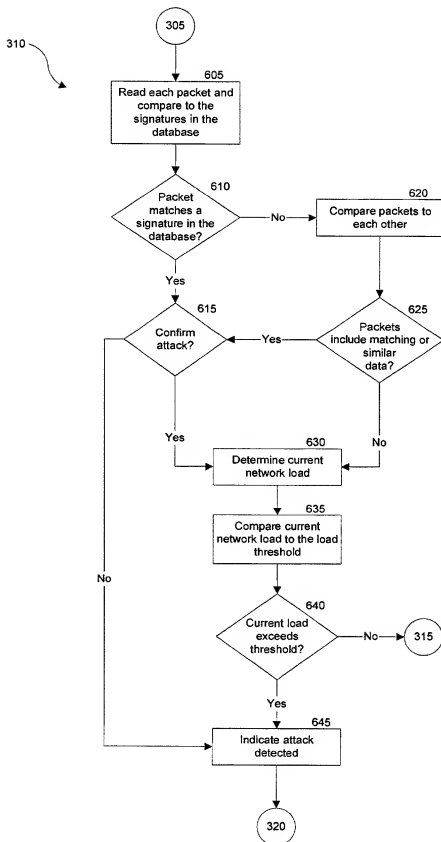 305
310
605
Read each packet and
compare to the
signatures in the
database
610
Packet
matches a
signature in the
database?
No
620
Compare packets to
each other
Yes
615
Confirm
attack?
Yes
625
Packets
include matching or
similar
data?
Yes
No
630
Determine current
network load
635
Compare current
network load to the load
threshold
No
640
Current load
exceeds
threshold?
No
315
Yes
645
Indicate attack
detected
320